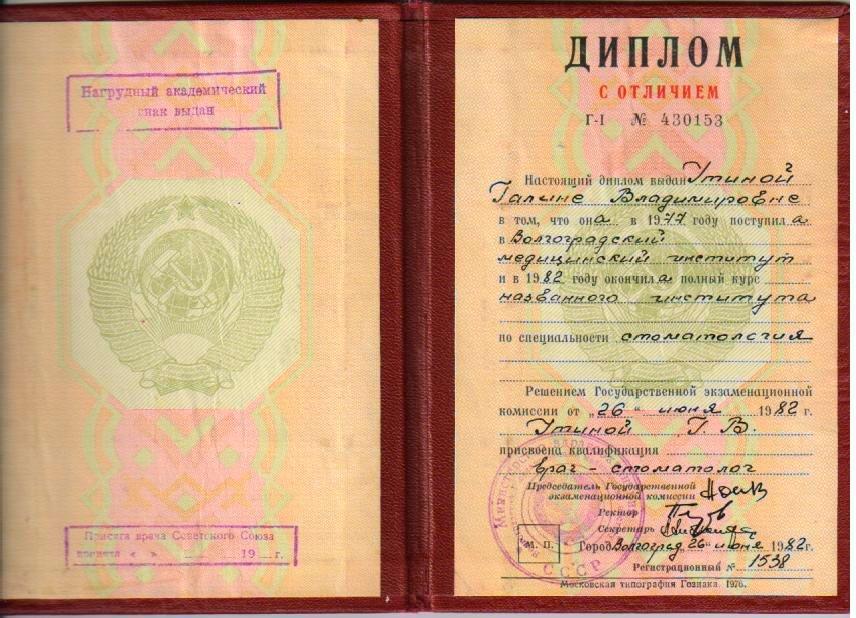 Нагрудный академический
знак выдан
Присяга врача Советского Союза
принята « » 19 г.
ДИПЛОМ
С ОТЛИЧИЕМ
Г-I № 430153
Настоящий диплом выдан Утиной
Галине Владимировне
в том, что она в 1977 году поступила
в Волгоградский
медицинский институт
и в 1982 году окончила полный курс
названного института
по специальности стоматология
Решением Государственной экзаменационной
комиссии от „26“ июня 1982 г.
Утиной Г. В.
присвоена квалификация
врач-стоматолог
Председатель Государственной
экзаменационной комиссии
Ректор
Секретарь
М. П. Город Волгоград „26“ июня 1982 г.
Регистрационный № 1538
Московская типография Гознака. 1976.
СССР